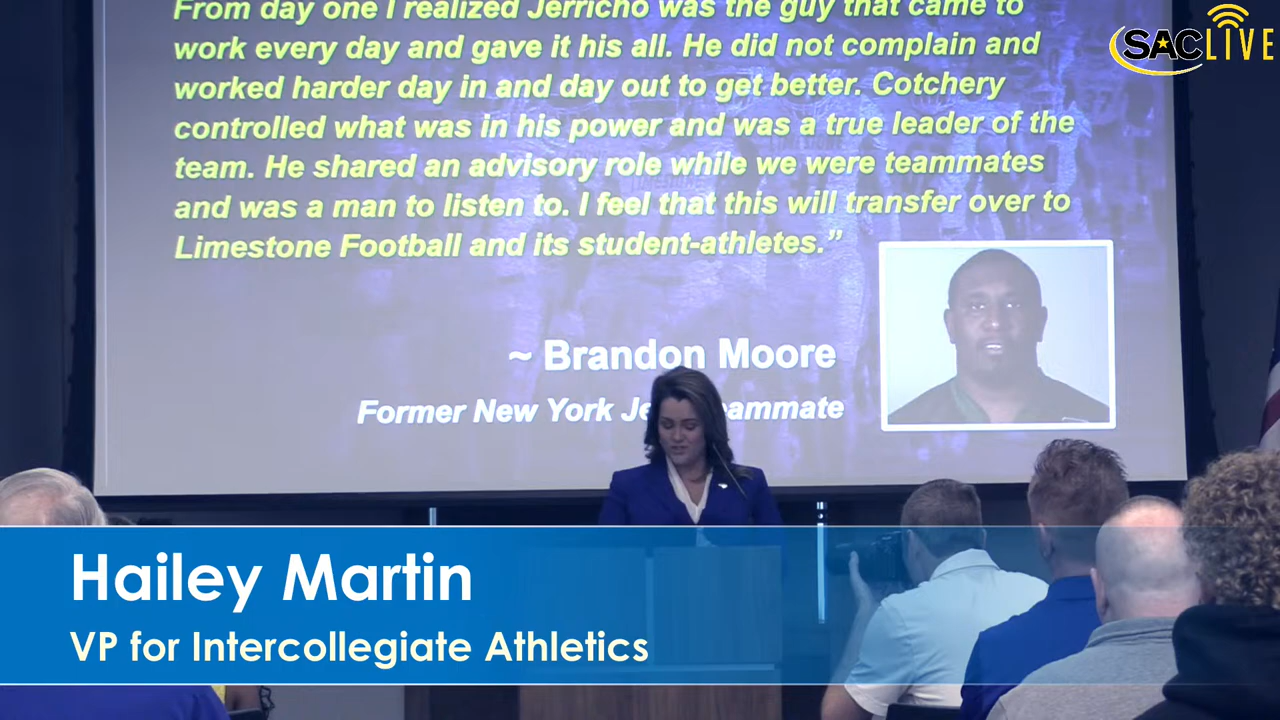 From day one I realized Jerricho was the guy that came to
work every day and gave it his all. He did not complain and
worked harder day in and day out to get better. Cotchery
controlled what was in his power and was a true leader of the
team. He shared an advisory role while we were teammates
and was a man to listen to. I feel that this will transfer over to
Limestone Football and its student-athletes.”
~ Brandon Moore
Former New York
SACLIVE
Hailey Martin
VP for Intercollegiate Athletics